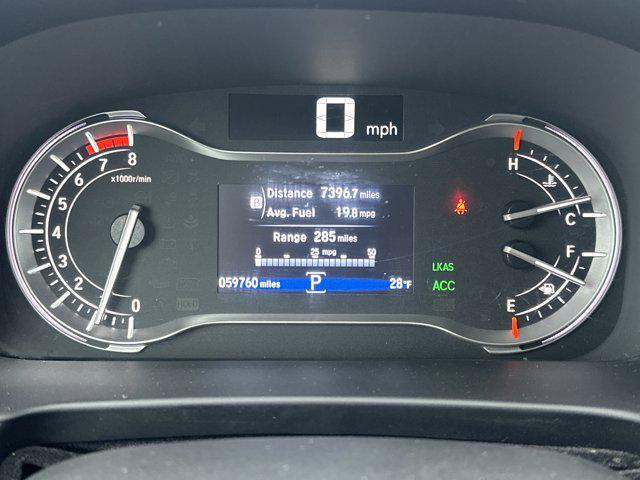 0 mph
8
7
6
5
4
3
2
1
0
x1000r/min
B
Distance 7396.7 miles
Avg. Fuel 19.8 mpg
Range 285 miles
0 25 mpg 50
059760 miles P 28°F
LKAS
ACC
H
C
F
E
HOLD